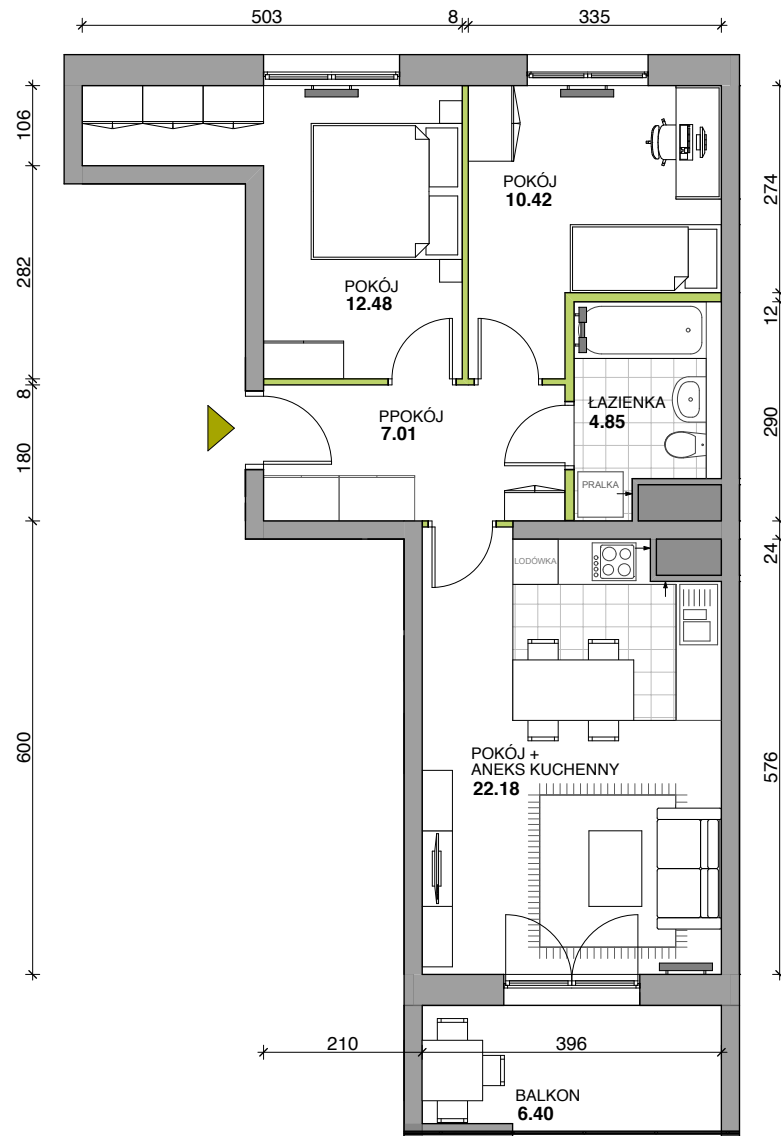 503
8
335
106
282
8
180
600
274
12
290
24
576
POKÓJ
10.42
POKÓJ
12.48
PPOKÓJ
7.01
ŁAZIENKA
4.85
PRALKA
LODÓWKA
POKÓJ +
ANEKS KUCHENNY
22.18
210
396
BALKON
6.40